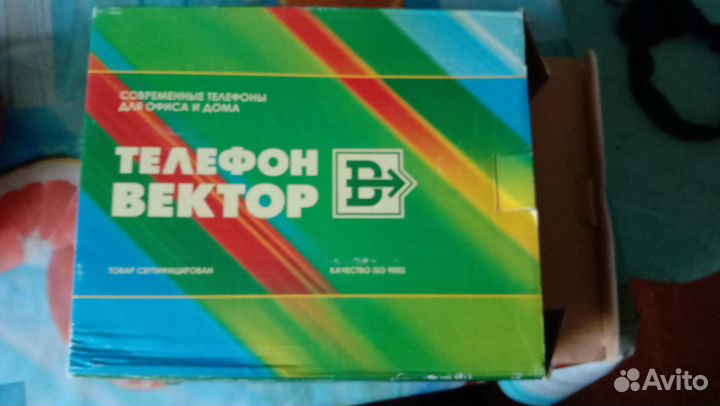 СОВРЕМЕННЫЕ ТЕЛЕФОНЫ
ДЛЯ ОФИСА И ДОМА
ТЕЛЕФОН
ВЕКТОР
ТОВАР СЕРТИФИЦИРОВАН
КАЧЕСТВО ISO 9002
Avito